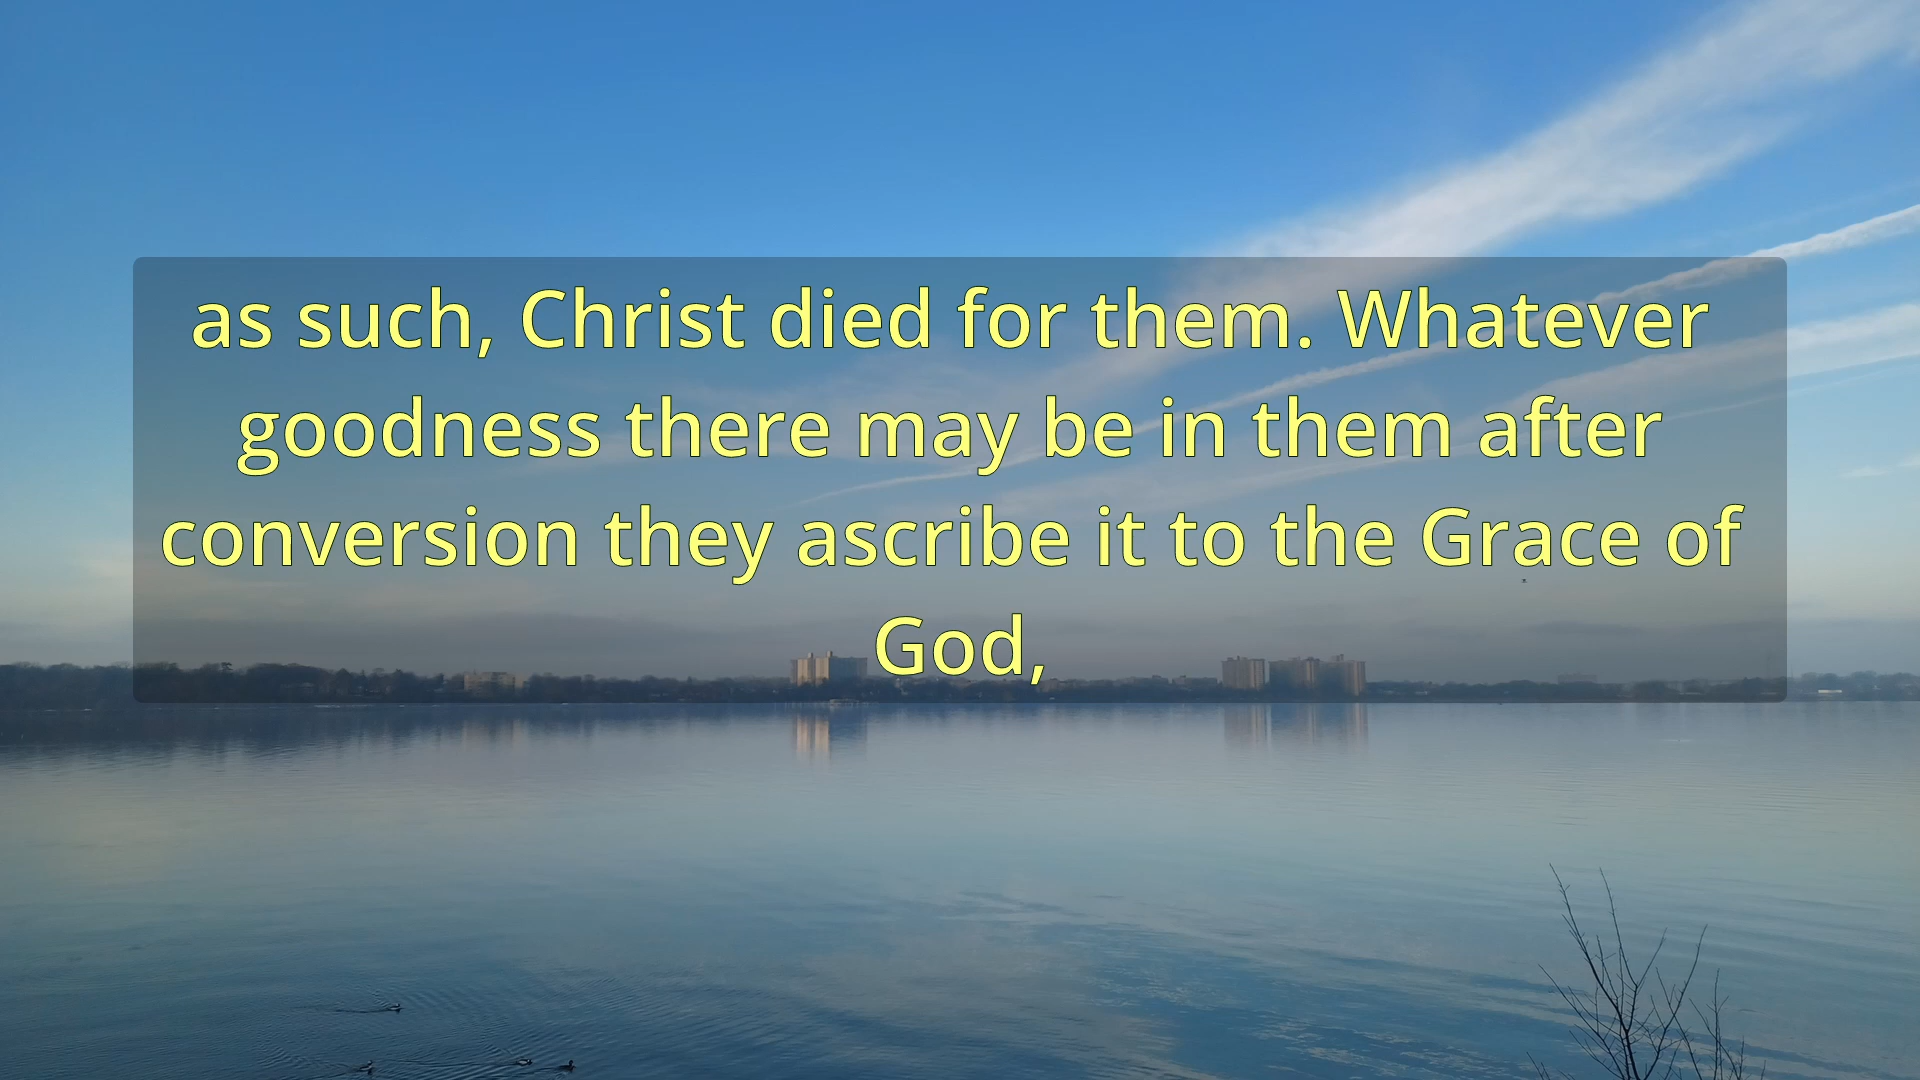 as such, Christ died for them. Whatever
goodness there may be in them after
conversion they ascribe it to the Grace of
God,